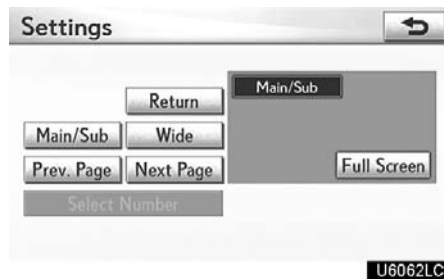 Settings
Return
Main/Sub
Main/Sub Wide
Prev. Page Next Page
Full Screen
Select Number
U6062LC